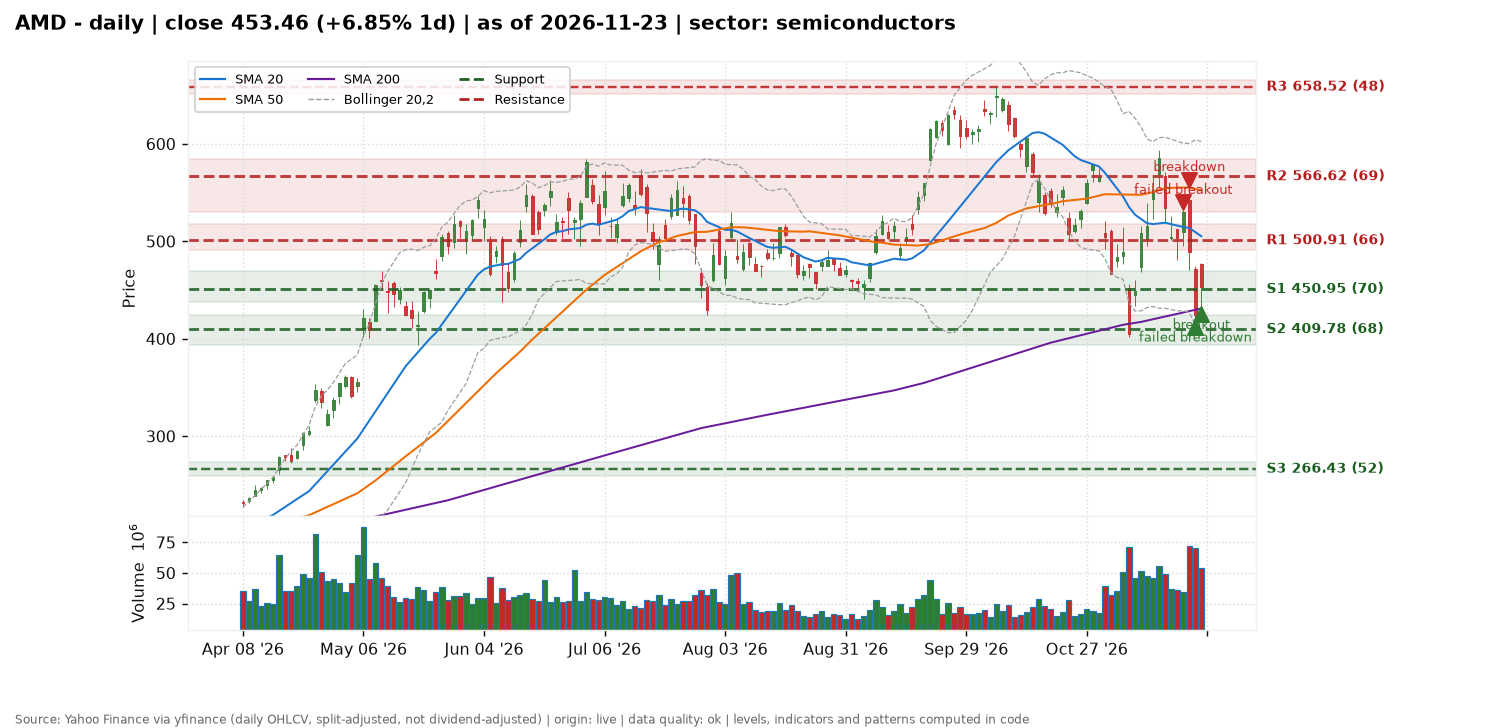 AMD - daily | close 453.46 (+6.85% 1d) | as of 2026-11-23 | sector: semiconductors
SMA 20
SMA 50
SMA 200
Bollinger 20,2
Support
Resistance
R3 658.52 (48)
R2 566.62 (69)
R1 500.91 (66)
S1 450.95 (70)
S2 409.78 (68)
S3 266.43 (52)
breakdown
failed breakout
breakout
failed breakdown
Price
600
500
400
300
Volume 10⁶
75
50
25
Apr 08 '26
May 06 '26
Jun 04 '26
Jul 06 '26
Aug 03 '26
Aug 31 '26
Sep 29 '26
Oct 27 '26
Source: Yahoo Finance via yfinance (daily OHLCV, split-adjusted, not dividend-adjusted) | origin: live | data quality: ok | levels, indicators and patterns computed in code